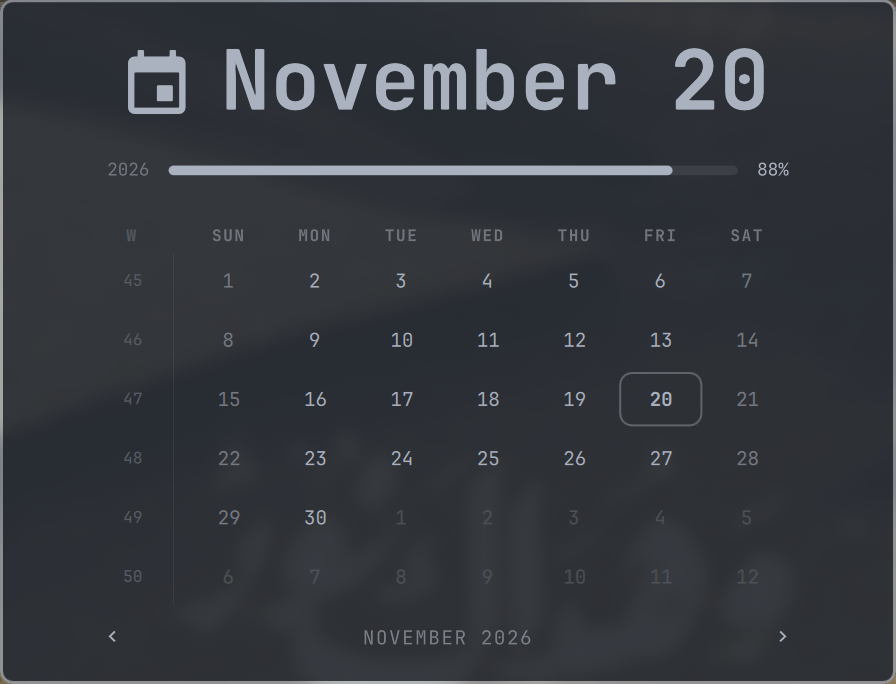 November 20
2026 88%
W SUN MON TUE WED THU FRI SAT
45 1 2 3 4 5 6 7
46 8 9 10 11 12 13 14
47 15 16 17 18 19 20 21
48 22 23 24 25 26 27 28
49 29 30 1 2 3 4 5
50 6 7 8 9 10 11 12
‹ NOVEMBER 2026 ›